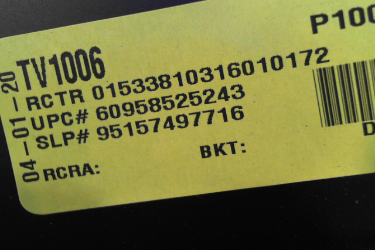 04-01-20
TV1006
P100
RCTR 01533810316010172
UPC# 60958525243
SLP# 95157497716
RCRA:
BKT:
D